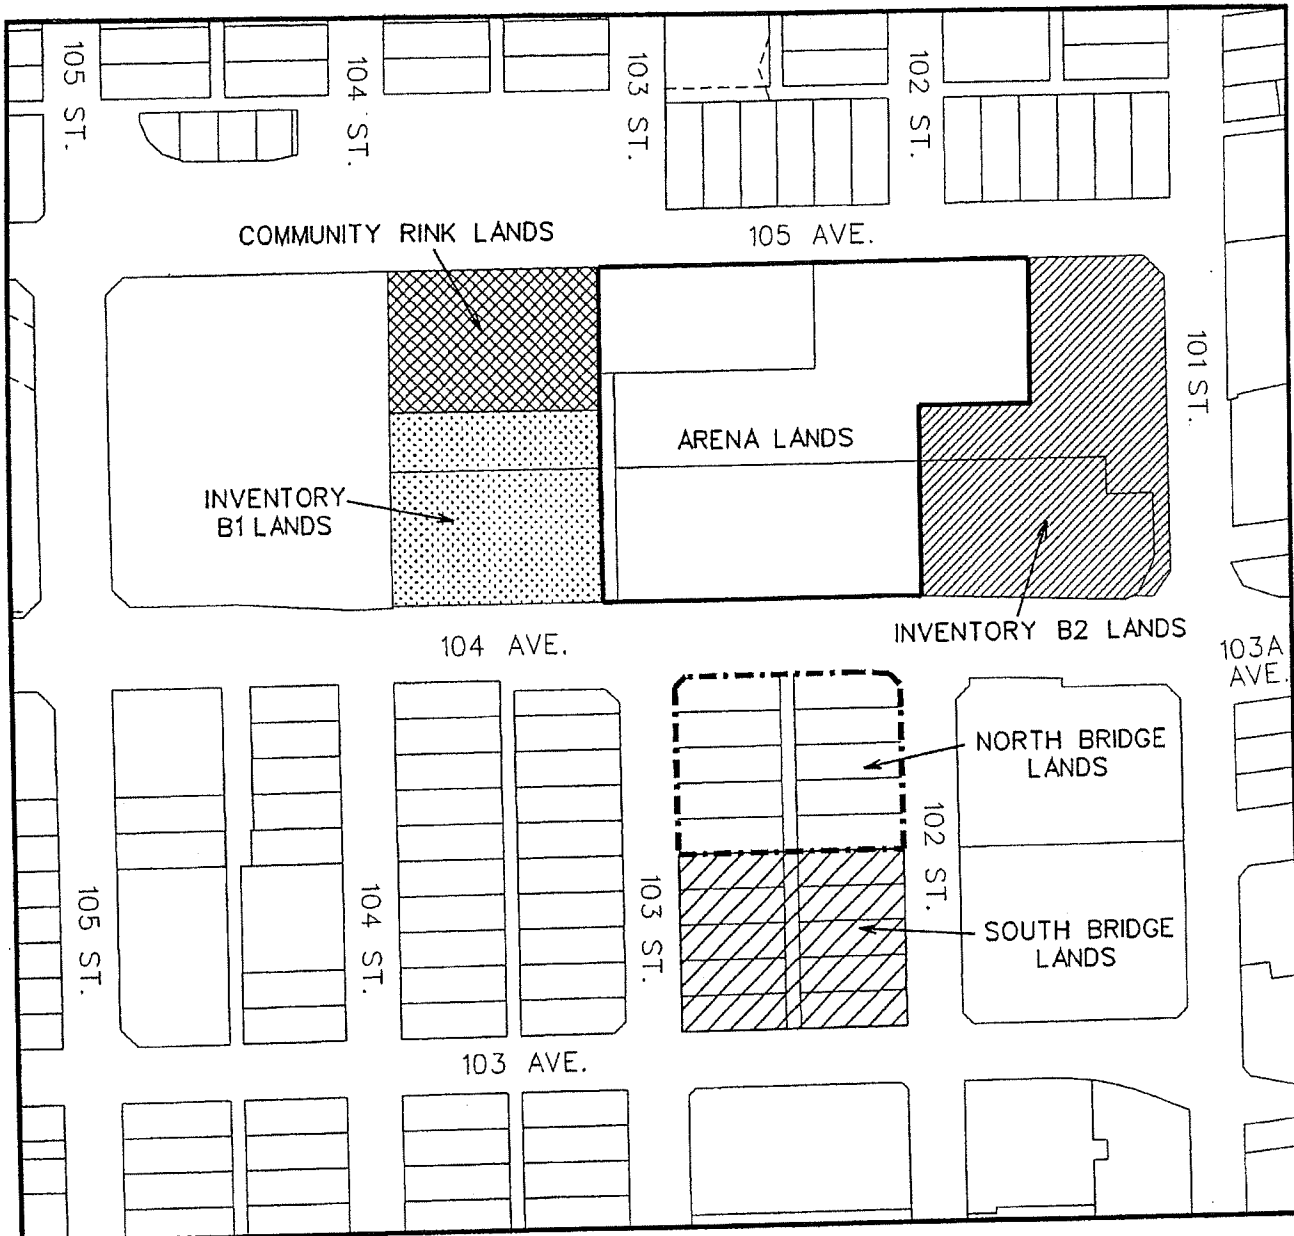 105 ST.
104 ST.
103 ST.
102 ST.
COMMUNITY RINK LANDS
105 AVE.
101 ST.
ARENA LANDS
INVENTORY
B1 LANDS
INVENTORY B2 LANDS
104 AVE.
103A
AVE.
NORTH BRIDGE
LANDS
102 ST.
105 ST.
104 ST.
103 ST.
SOUTH BRIDGE
LANDS
103 AVE.